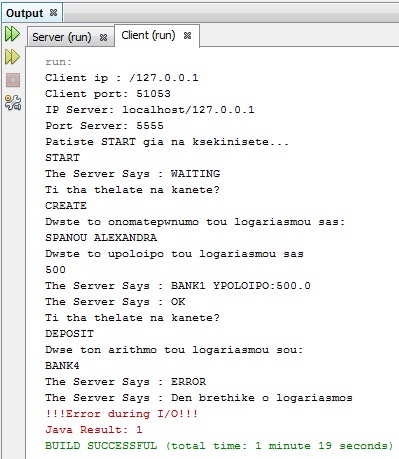 Output
Server (run)
Client (run)
run:
Client ip : /127.0.0.1
Client port: 51053
IP Server: localhost/127.0.0.1
Port Server: 5555
Patiste START gia na ksekinisete...
START
The Server Says : WAITING
Ti tha thelate na kanete?
CREATE
Dwste to onomatepwnumo tou logariasmou sas:
SPANOU ALEXANDRA
Dwste to upoloipo tou logariasmou sas
500
The Server Says : BANK1 YPOLOIPO:500.0
The Server Says : OK
Ti tha thelate na kanete?
DEPOSIT
Dwse ton arithmo tou logariasmou sou:
BANK4
The Server Says : ERROR
The Server Says : Den brethike o logariasmos
!!!Error during I/O!!!
Java Result: 1
BUILD SUCCESSFUL (total time: 1 minute 19 seconds)